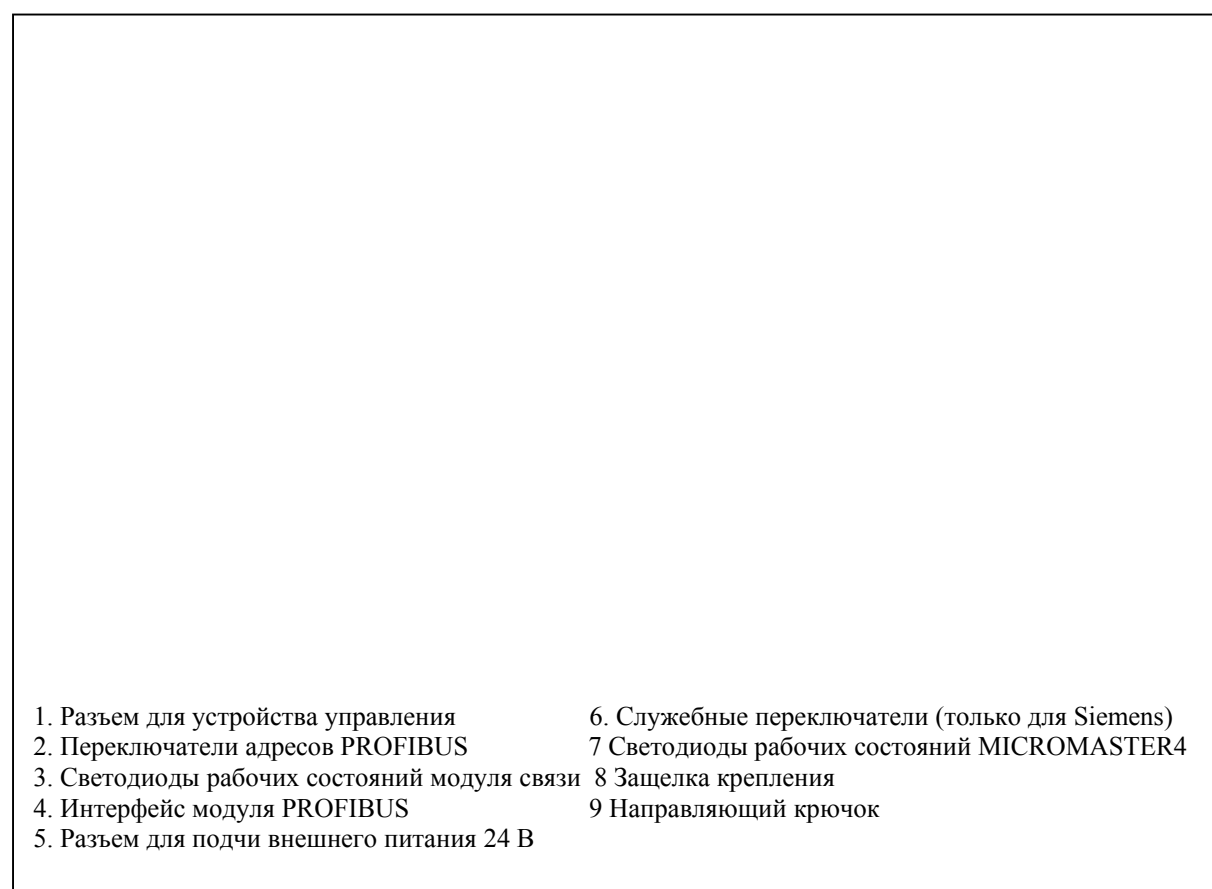 1. Разъем для устройства управления
6. Служебные переключатели (только для Siemens)
2. Переключатели адресов PROFIBUS
7 Светодиоды рабочих состояний MICROMASTER4
3. Светодиоды рабочих состояний модуля связи
8 Защелка крепления
4. Интерфейс модуля PROFIBUS
9 Направляющий крючок
5. Разъем для подчи внешнего питания 24 В